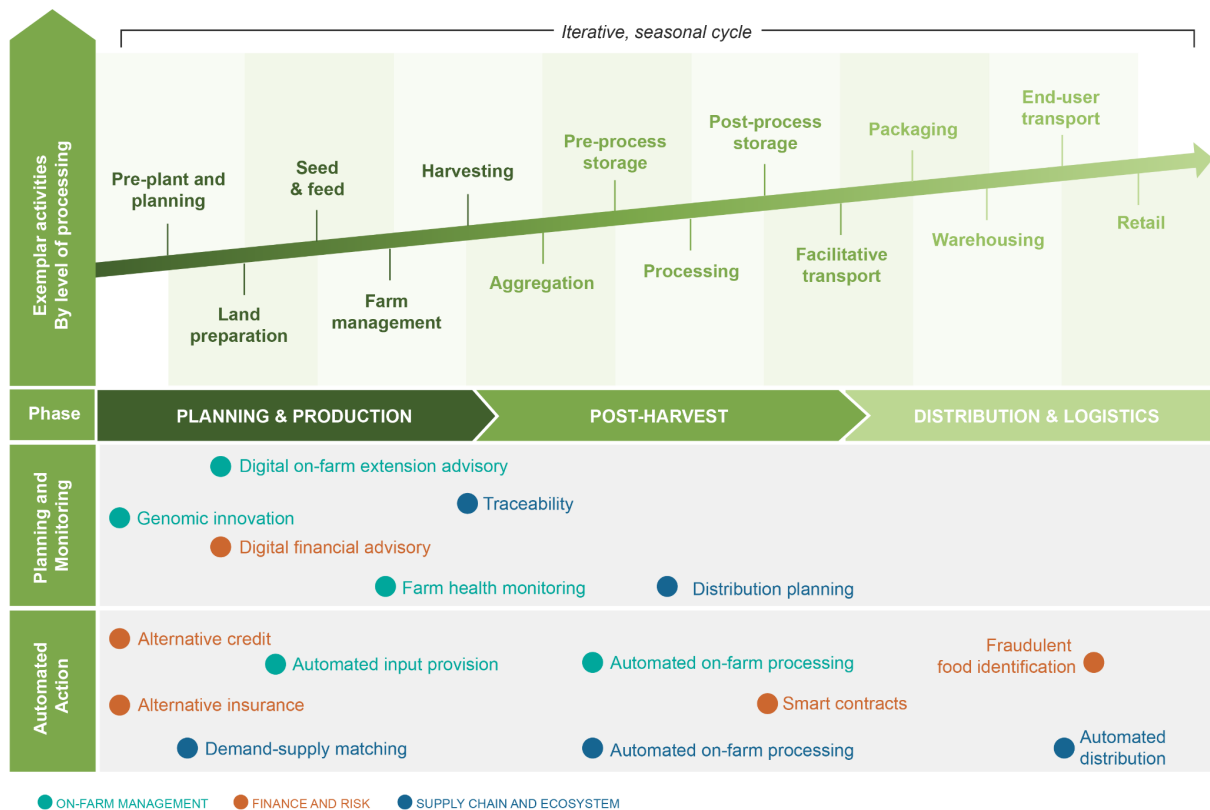 Iterative, seasonal cycle
Exemplar activities
By level of processing
Pre-plant and
planning
Seed
& feed
Harvesting
Pre-process
storage
Post-process
storage
Packaging
End-user
transport
Land
preparation
Farm
management
Aggregation
Processing
Facilitative
transport
Warehousing
Retail
Phase
PLANNING & PRODUCTION
POST-HARVEST
DISTRIBUTION & LOGISTICS
Planning and
Monitoring
Digital on-farm extension advisory
Traceability
Genomic innovation
Digital financial advisory
Farm health monitoring
Distribution planning
Automated
Action
Alternative credit
Automated input provision
Automated on-farm processing
Fraudulent
food identification
Alternative insurance
Smart contracts
Demand-supply matching
Automated on-farm processing
Automated
distribution
ON-FARM MANAGEMENT
FINANCE AND RISK
SUPPLY CHAIN AND ECOSYSTEM